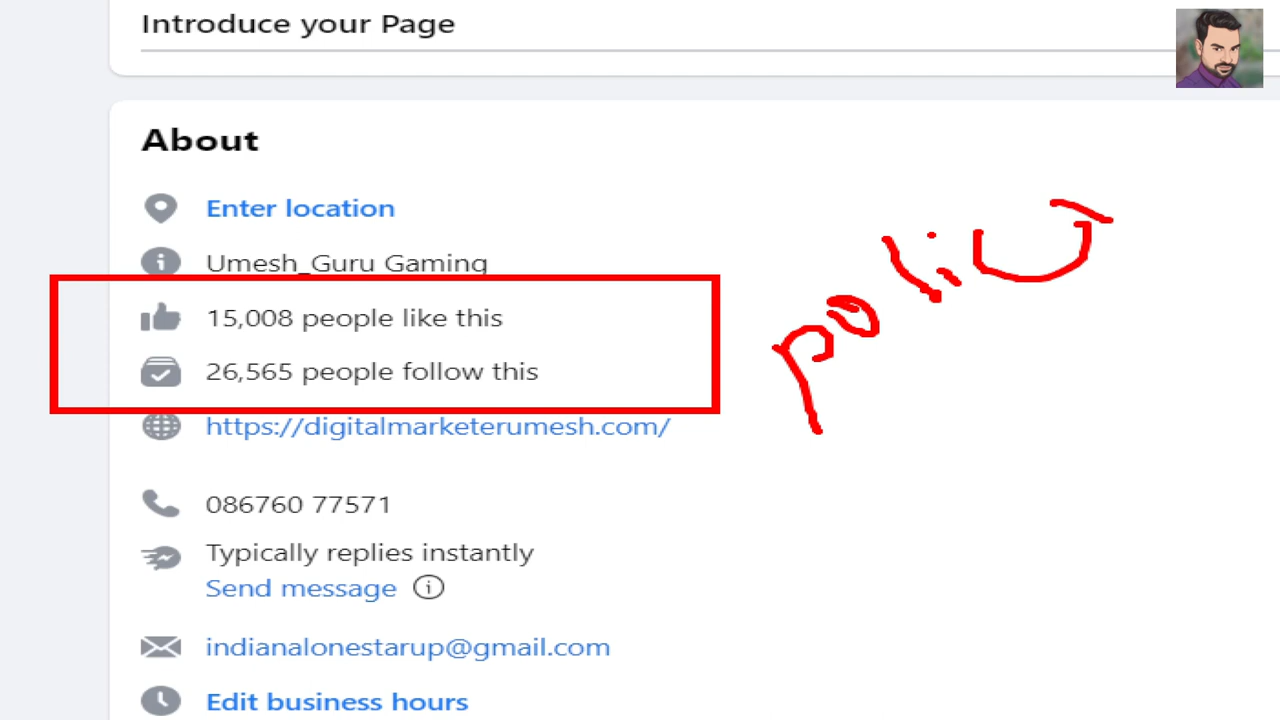 Introduce your Page
About
Enter location
Umesh_Guru Gaming
15,008 people like this
26,565 people follow this
https://digitalmarketerumesh.com/
086760 77571
Typically replies instantly
Send message
indianalonestarup@gmail.com
Edit business hours